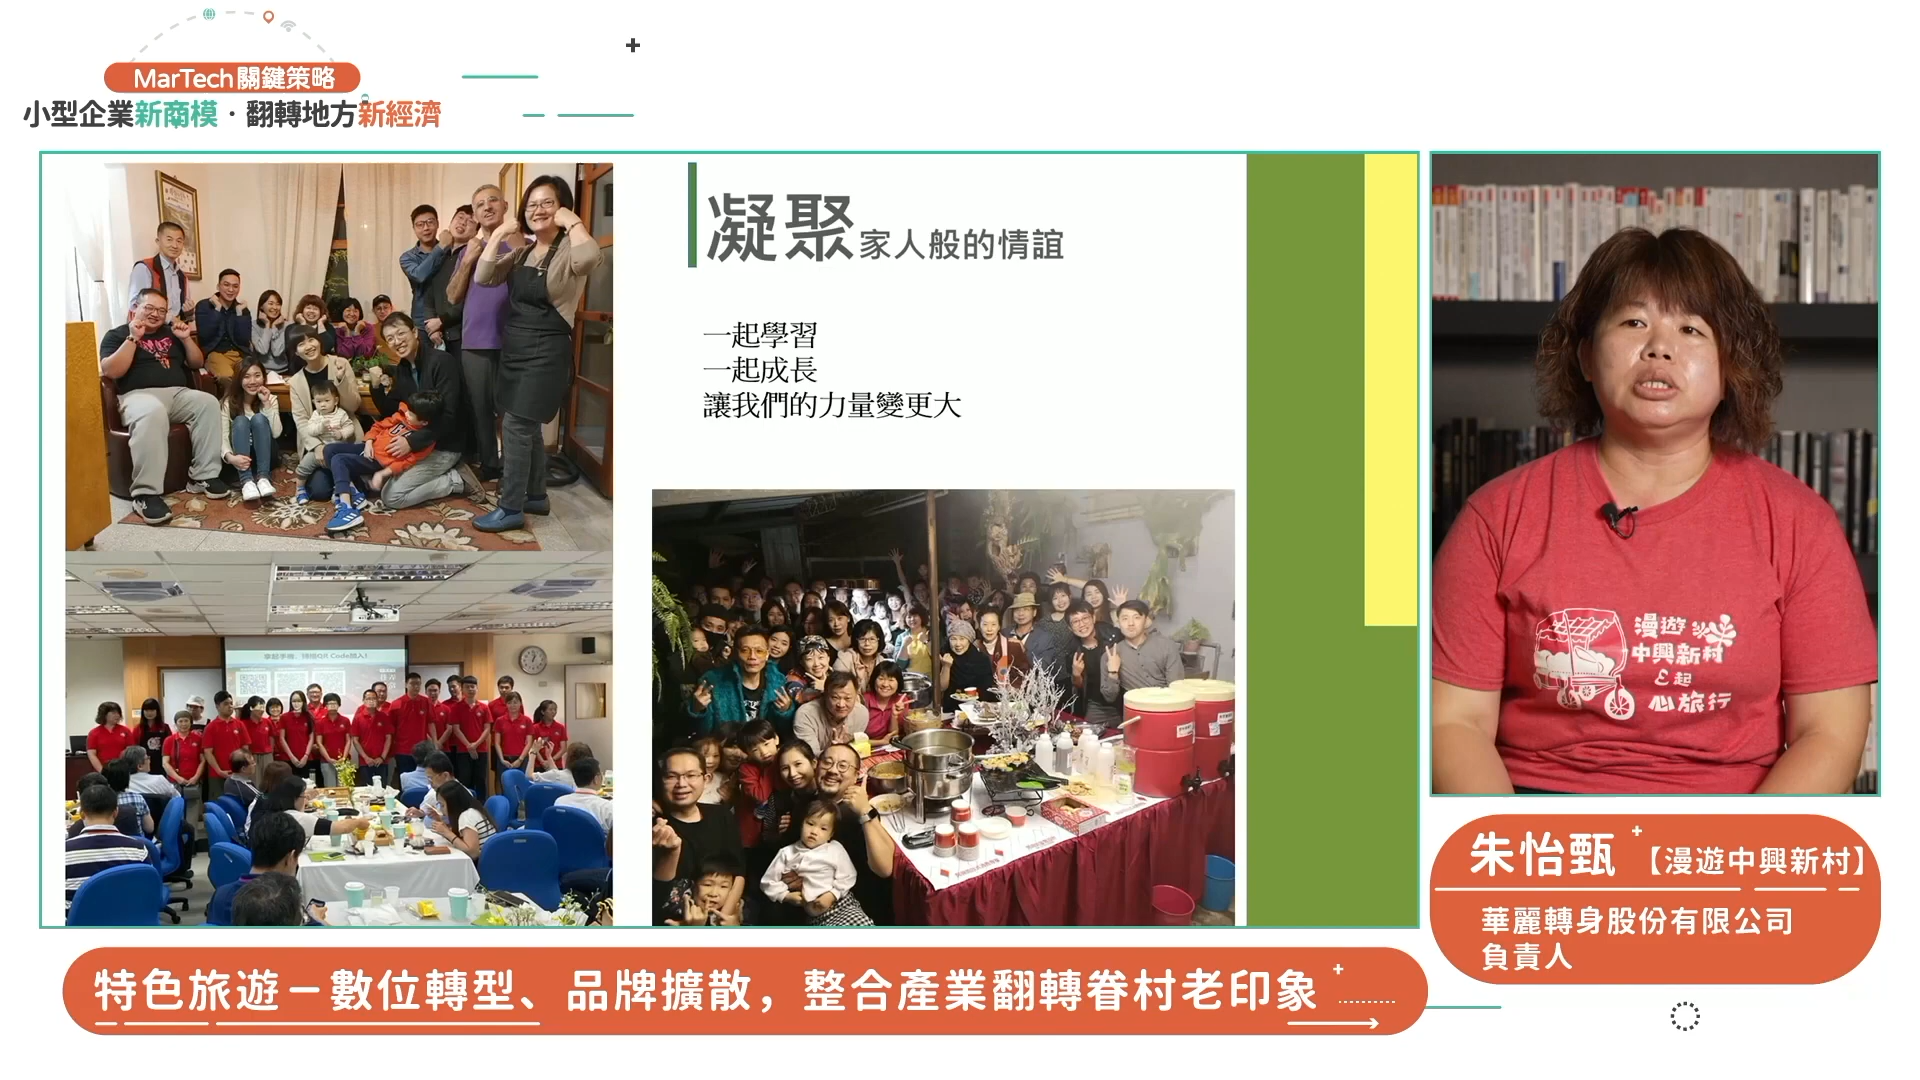 MarTech關鍵策略
小型企業新商模·翻轉地方新經濟
凝聚家人般的情誼
一起學習
一起成長
讓我們的力量變更大
漫遊
中興新村
ε起
心旅行
朱怡甄【漫遊中興新村】
華麗轉身股份有限公司
負責人
特色旅遊－數位轉型、品牌擴散，整合產業翻轉眷村老印象